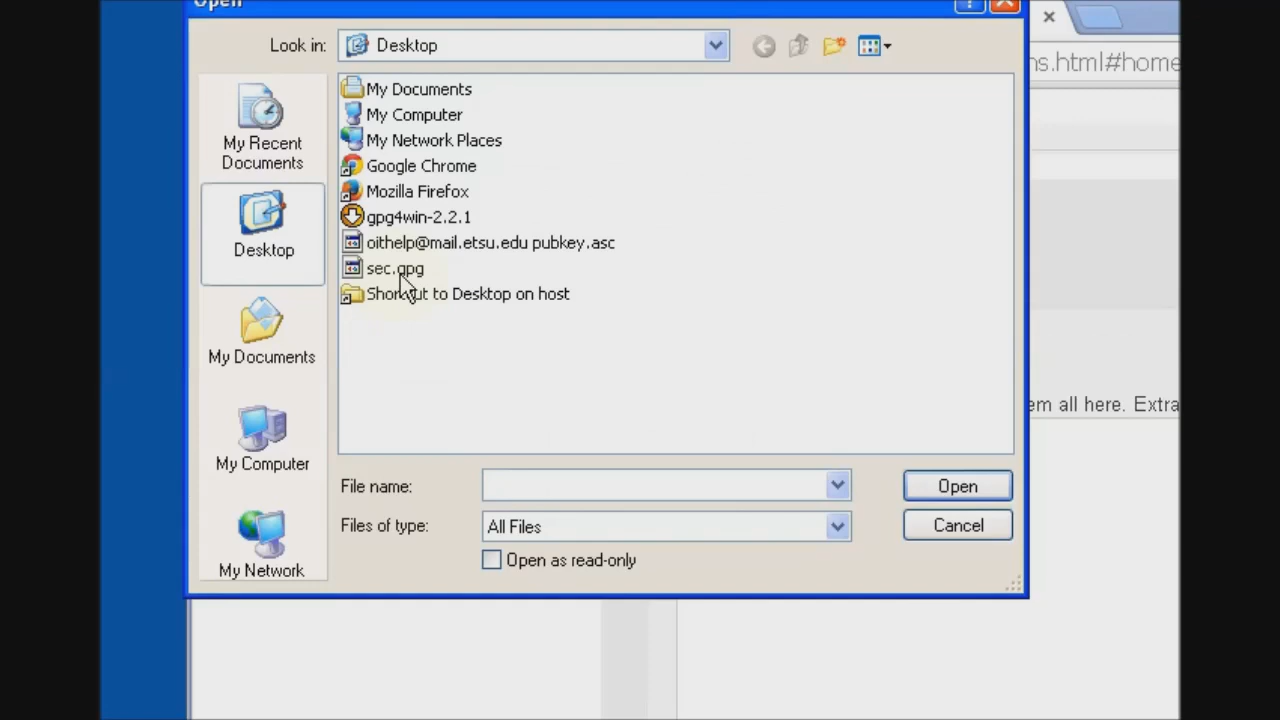 Open
?
Look in:
Desktop
ns.html#home
My Recent
Documents
Desktop
My Documents
My Computer
My Network
My Documents
My Computer
My Network Places
Google Chrome
Mozilla Firefox
gpg4win-2.2.1
oithelp@mail.etsu.edu pubkey.asc
sec.gpg
Shortcut to Desktop on host
em all here. Extra
File name:
Open
Files of type:
All Files
Cancel
Open as read-only